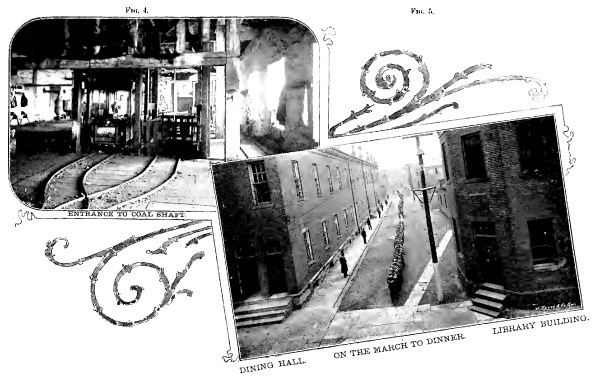 FIG. 4.
FIG. 5.
ENTRANCE TO COAL SHAFT.
DINING HALL. ON THE MARCH TO DINNER. LIBRARY BUILDING.